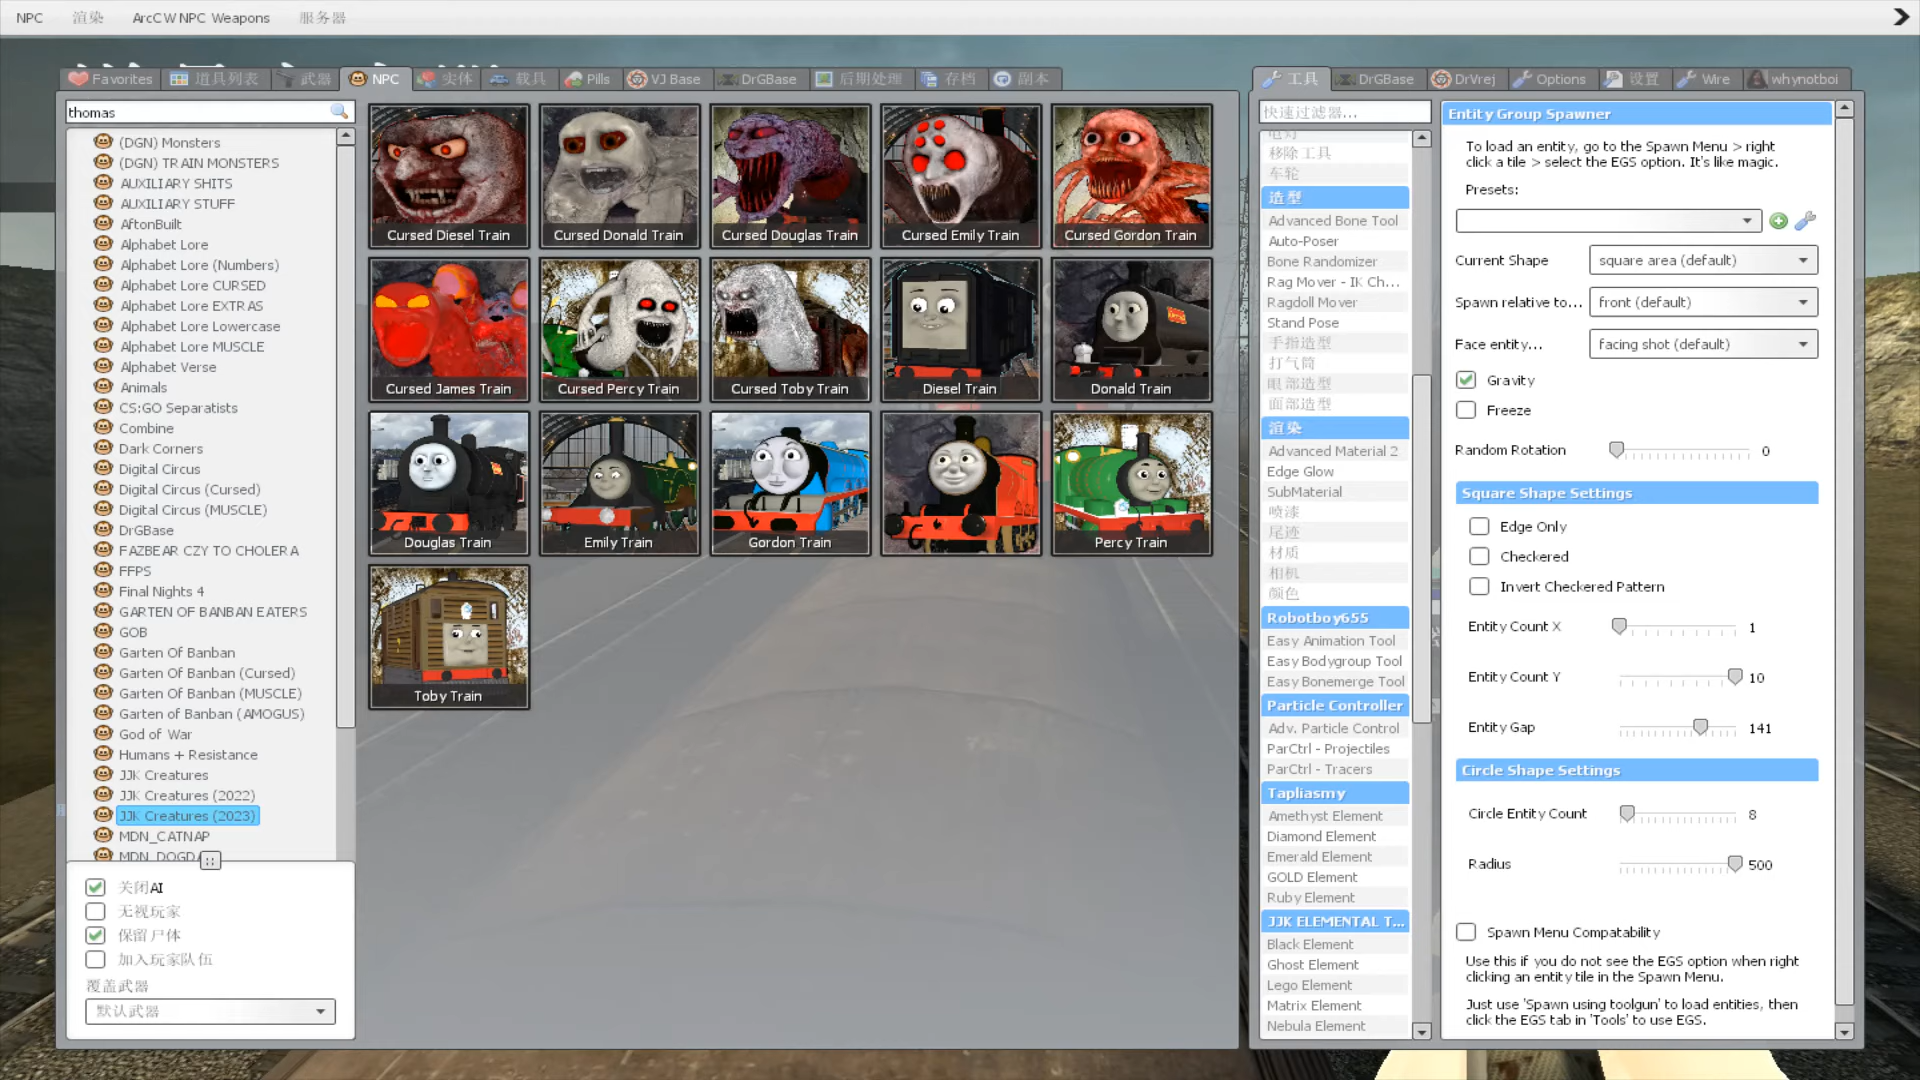 NPC
渲染
ArcCW NPC Weapons
服务器
Favorites
道具列表
武器
NPC
实体
载具
Pills
VJ Base
DrGBase
后期处理
存档
副本
thomas
(DGN) Monsters
(DGN) TRAIN MONSTERS
AUXILIARY SHITS
AUXILIARY STUFF
AftonBuilt
Alphabet Lore
Alphabet Lore (Numbers)
Alphabet Lore CURSED
Alphabet Lore EXTRAS
Alphabet Lore Lowercase
Alphabet Lore MUSCLE
Alphabet Verse
Animals
CS:GO Separatists
Combine
Dark Corners
Digital Circus
Digital Circus (Cursed)
Digital Circus (MUSCLE)
DrGBase
FAZBEAR CZY TO CHOLERA
FFPS
Final Nights 4
GARTEN OF BANBAN EATERS
GOB
Garten Of Banban
Garten Of Banban (Cursed)
Garten Of Banban (MUSCLE)
Garten of Banban (AMOGUS)
God of War
Humans + Resistance
JJK Creatures
JJK Creatures (2022)
JJK Creatures (2023)
MDN_CATNAP
关闭AI
无视玩家
保留尸体
加入玩家队伍
覆盖武器
默认武器
Cursed Diesel Train
Cursed Donald Train
Cursed Douglas Train
Cursed Emily Train
Cursed Gordon Train
Cursed James Train
Cursed Percy Train
Cursed Toby Train
Diesel Train
Donald Train
Douglas Train
Emily Train
Gordon Train
Percy Train
Toby Train
工具
DrGBase
DrVrej
Options
设置
Wire
whynotboi
快速过滤器...
电灯
移除工具
车轮
造型
Advanced Bone Tool
Auto-Poser
Bone Randomizer
Rag Mover - IK Ch...
Ragdoll Mover
Stand Pose
手指造型
打气筒
眼部造型
面部造型
渲染
Advanced Material 2
Edge Glow
SubMaterial
喷漆
尾迹
材质
相机
颜色
Robotboy655
Easy Animation Tool
Easy Bodygroup Tool
Easy Bonemerge Tool
Particle Controller
Adv. Particle Control
ParCtrl - Projectiles
ParCtrl - Tracers
Tapliasmy
Amethyst Element
Diamond Element
Emerald Element
GOLD Element
Ruby Element
JJK ELEMENTAL T...
Black Element
Ghost Element
Lego Element
Matrix Element
Nebula Element
Entity Group Spawner
To load an entity, go to the Spawn Menu > right
click a tile > select the EGS option. It's like magic.
Presets:
Current Shape
square area (default)
Spawn relative to...
front (default)
Face entity...
facing shot (default)
Gravity
Freeze
Random Rotation
0
Square Shape Settings
Edge Only
Checkered
Invert Checkered Pattern
Entity Count X
1
Entity Count Y
10
Entity Gap
141
Circle Shape Settings
Circle Entity Count
8
Radius
500
Spawn Menu Compatability
Use this if you do not see the EGS option when right
clicking an entity tile in the Spawn Menu.
Just use 'Spawn using toolgun' to load entities, then
click the EGS tab in 'Tools' to use EGS.